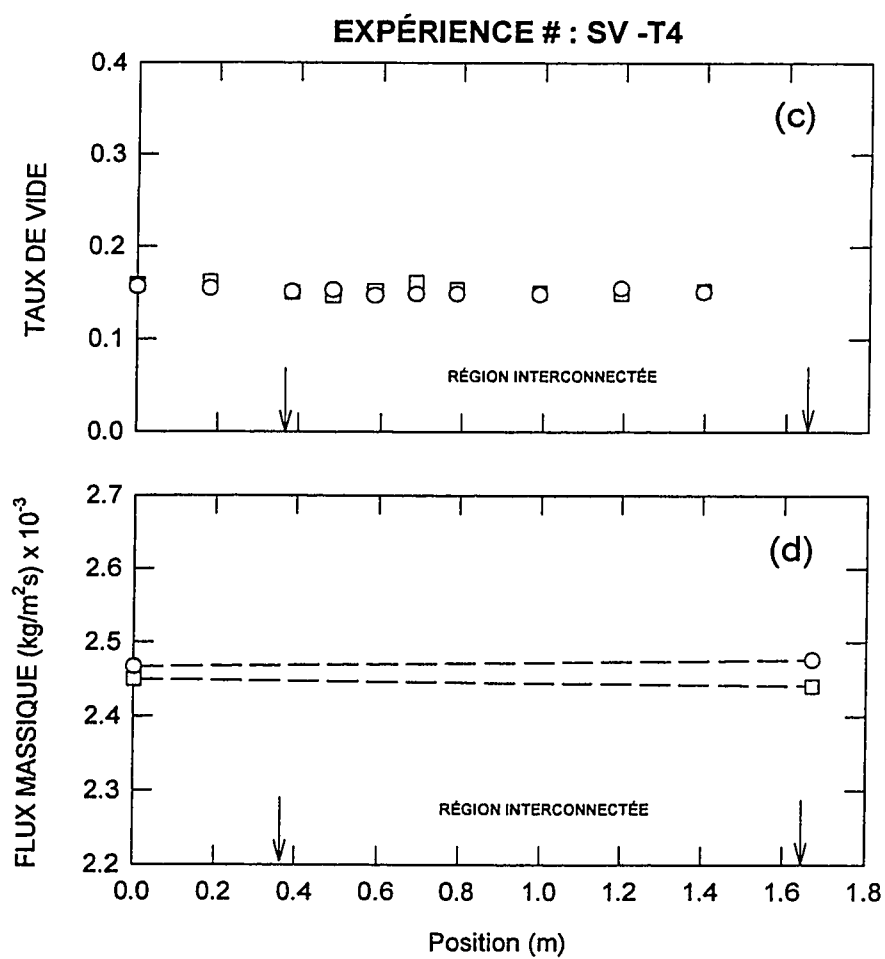 EXPÉRIENCE # : SV -T4
(c)
TAUX DE VIDE
0.4
0.3
0.2
0.1
0.0
RÉGION INTERCONNECTÉE
(d)
FLUX MASSIQUE (kg/m²s) x 10⁻³
2.7
2.6
2.5
2.4
2.3
2.2
RÉGION INTERCONNECTÉE
0.0 0.2 0.4 0.6 0.8 1.0 1.2 1.4 1.6 1.8
Position (m)